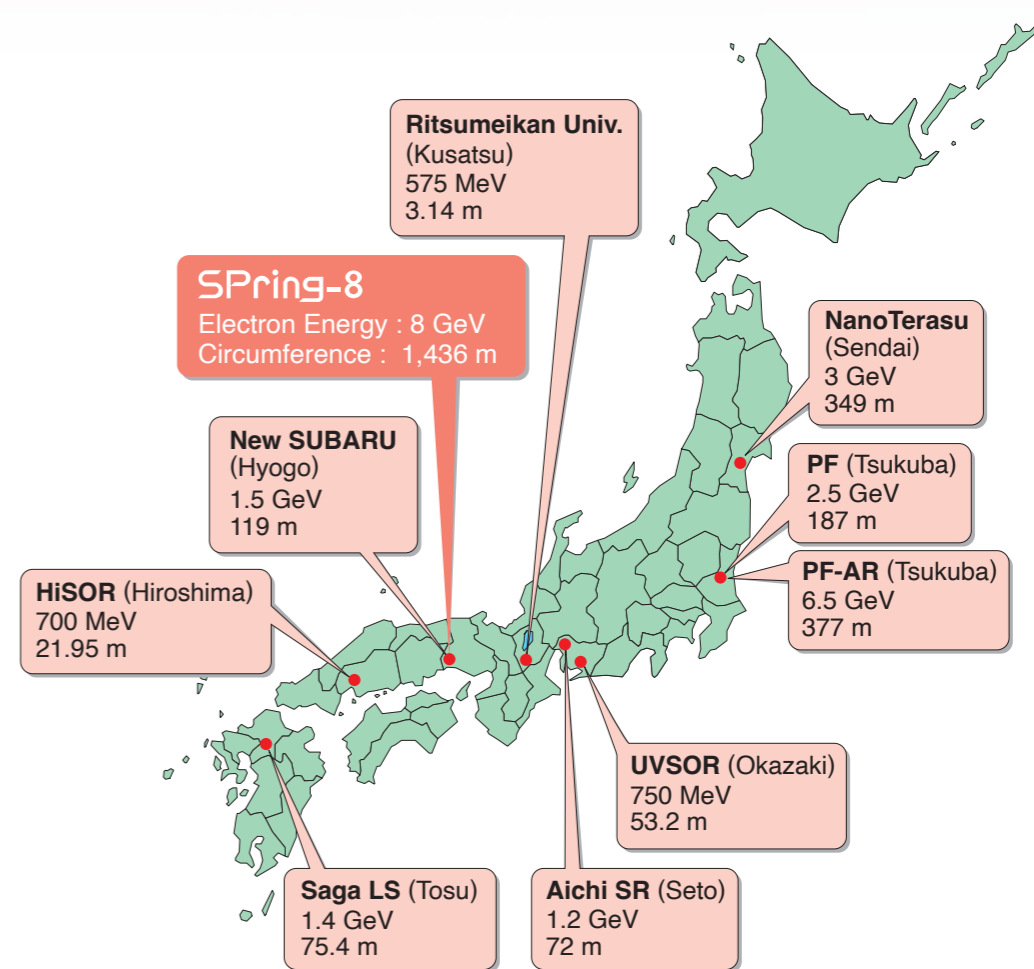 Ritsumeikan Univ.
(Kusatsu)
575 MeV
3.14 m
SPring-8
Electron Energy : 8 GeV
Circumference : 1,436 m
NanoTerasu
(Sendai)
3 GeV
349 m
New SUBARU
(Hyogo)
1.5 GeV
119 m
PF (Tsukuba)
2.5 GeV
187 m
PF-AR (Tsukuba)
6.5 GeV
377 m
HiSOR (Hiroshima)
700 MeV
21.95 m
UVSOR (Okazaki)
750 MeV
53.2 m
Saga LS (Tosu)
1.4 GeV
75.4 m
Aichi SR (Seto)
1.2 GeV
72 m